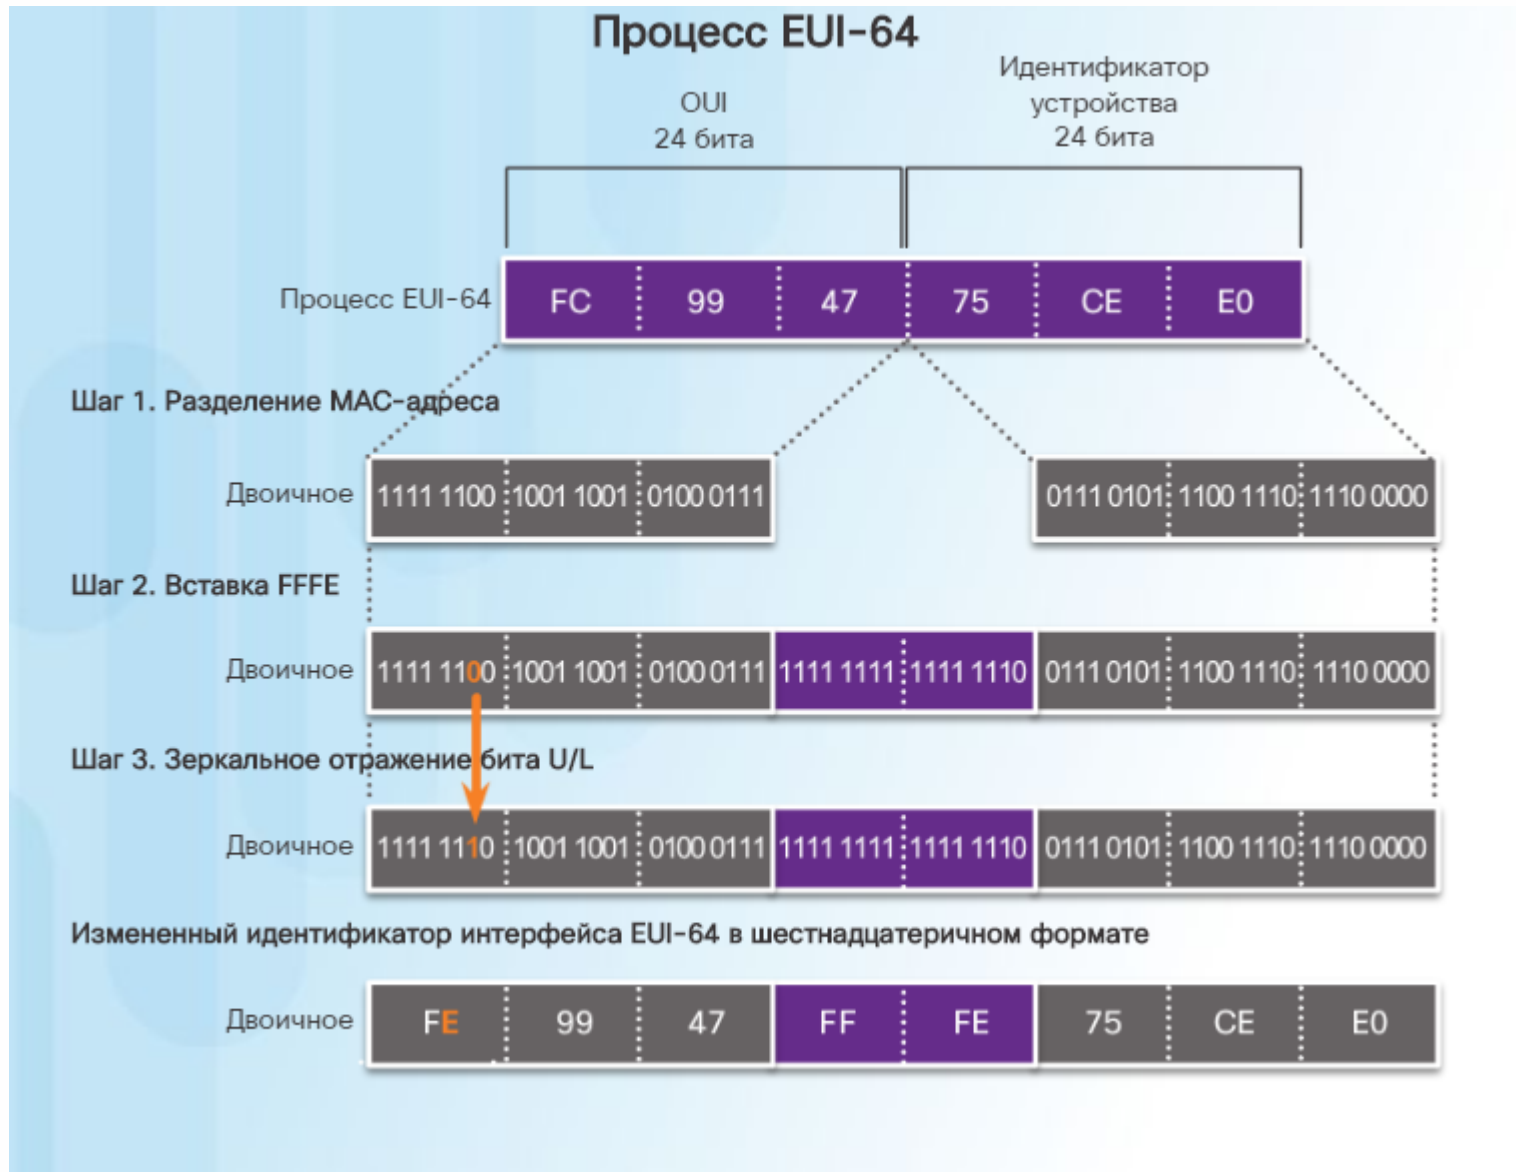 Процесс EUI-64
OUI
24 бита
Идентификатор
устройства
24 бита
Процесс EUI-64 FC 99 47 75 CE E0
Шаг 1. Разделение MAC-адреса
Двоичное 1111 1100 1001 1001 0100 0111 0111 0101 1100 1110 1110 0000
Шаг 2. Вставка FFFE
Двоичное 1111 1100 1001 1001 0100 0111 1111 1111 1111 1110 0111 0101 1100 1110 1110 0000
Шаг 3. Зеркальное отражение бита U/L
Двоичное 1111 1110 1001 1001 0100 0111 1111 1111 1111 1110 0111 0101 1100 1110 1110 0000
Измененный идентификатор интерфейса EUI-64 в шестнадцатеричном формате
Двоичное FE 99 47 FF FE 75 CE E0